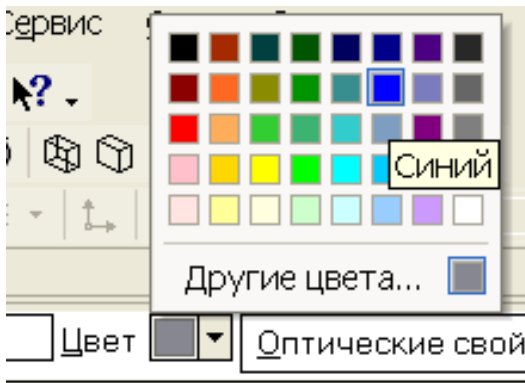 Сервис
?
Синий
Другие цвета...
Цвет
Оптические свой